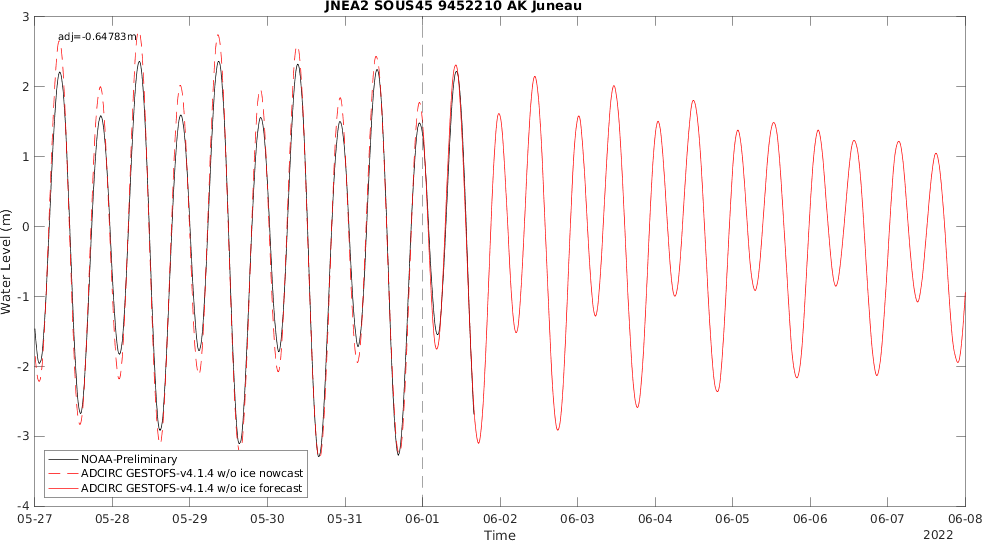 JNEA2 SOUS45 9452210 AK Juneau
adj=-0.64783m
3
2
1
0
-1
-2
-3
-4
Water Level (m)
NOAA-Preliminary
ADCIRC GESTOFS-v4.1.4 w/o ice nowcast
ADCIRC GESTOFS-v4.1.4 w/o ice forecast
05-27 05-28 05-29 05-30 05-31 06-01 06-02 06-03 06-04 06-05 06-06 06-07 06-08
Time
2022